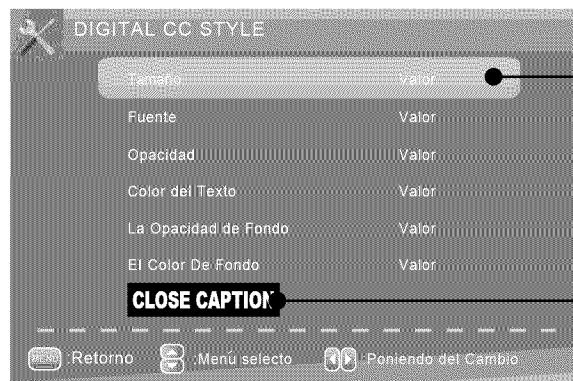 DIGITAL CC STYLE
Tamaño Valor
Fuente Valor
Opacidad Valor
Color del Texto Valor
La Opacidad de Fondo Valor
El Color De Fondo Valor
CLOSE CAPTION
MENU :Retorno :Menú selecto :Poniendo del Cambio